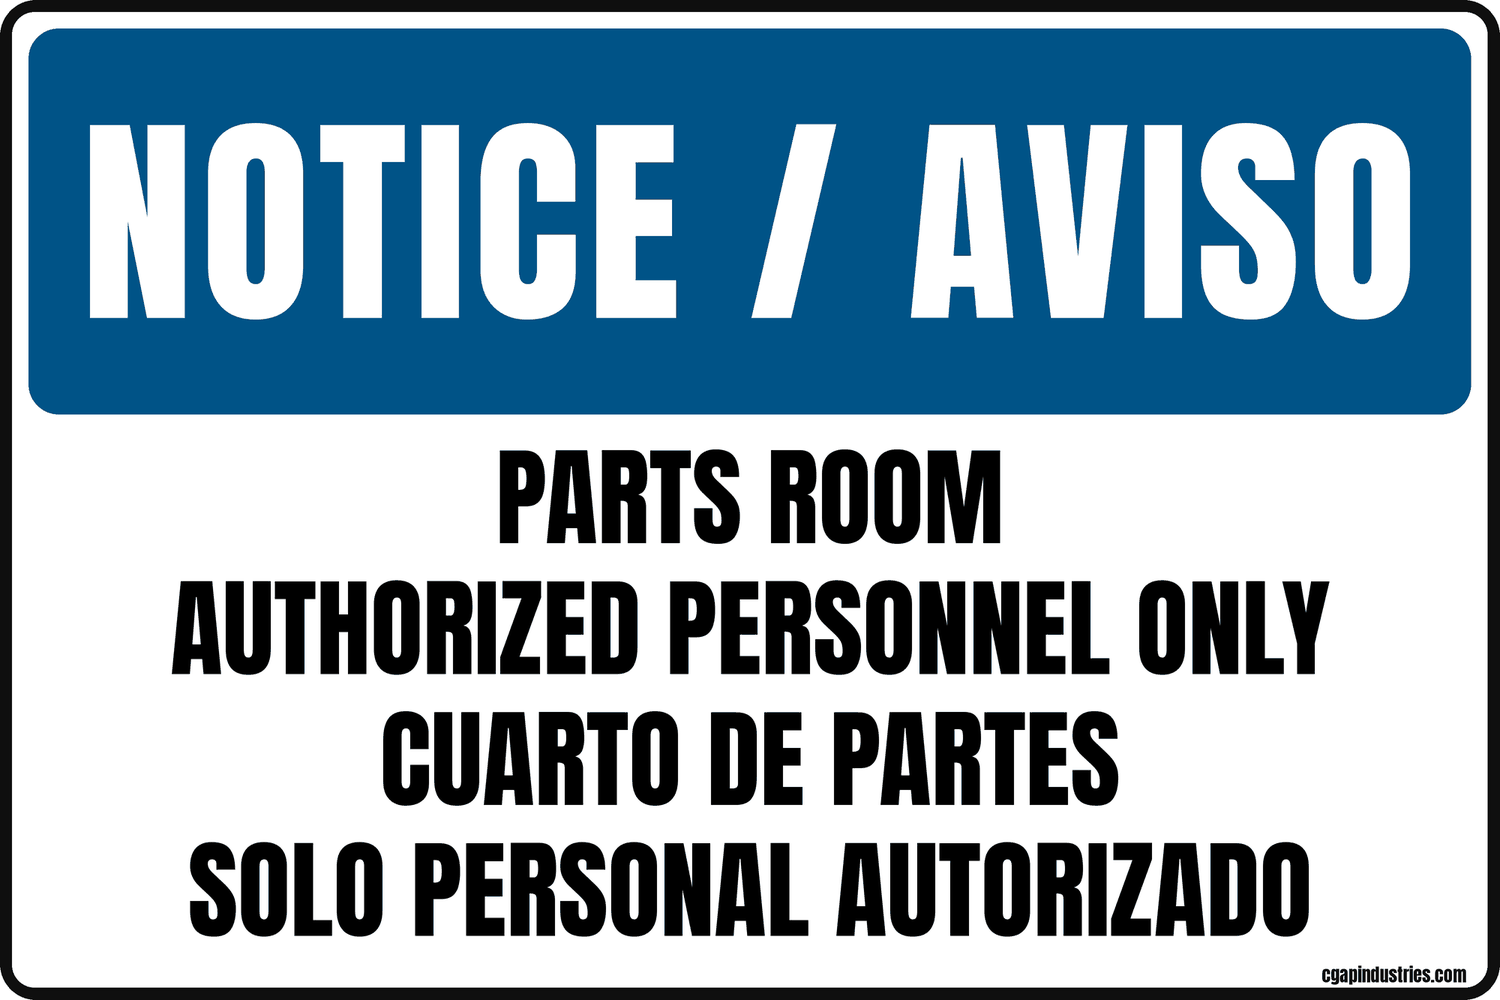 NOTICE / AVISO
PARTS ROOM
AUTHORIZED PERSONNEL ONLY
CUARTO DE PARTES
SOLO PERSONAL AUTORIZADO
cgapindustries.com